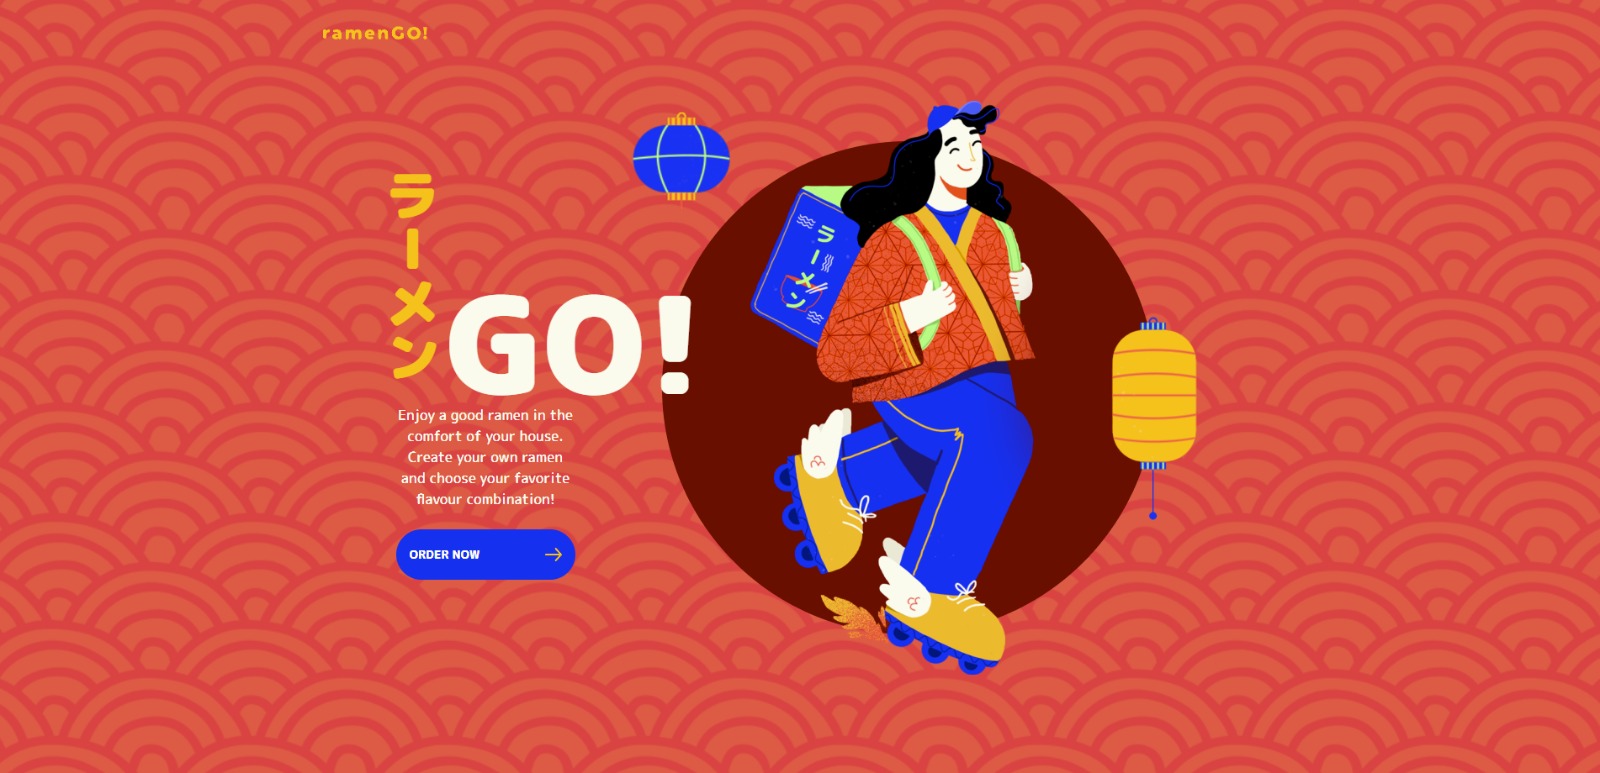 ramenGO!
ラーメン
GO!
Enjoy a good ramen in the
comfort of your house.
Create your own ramen
and choose your favorite
flavour combination!
ORDER NOW
ラーメン